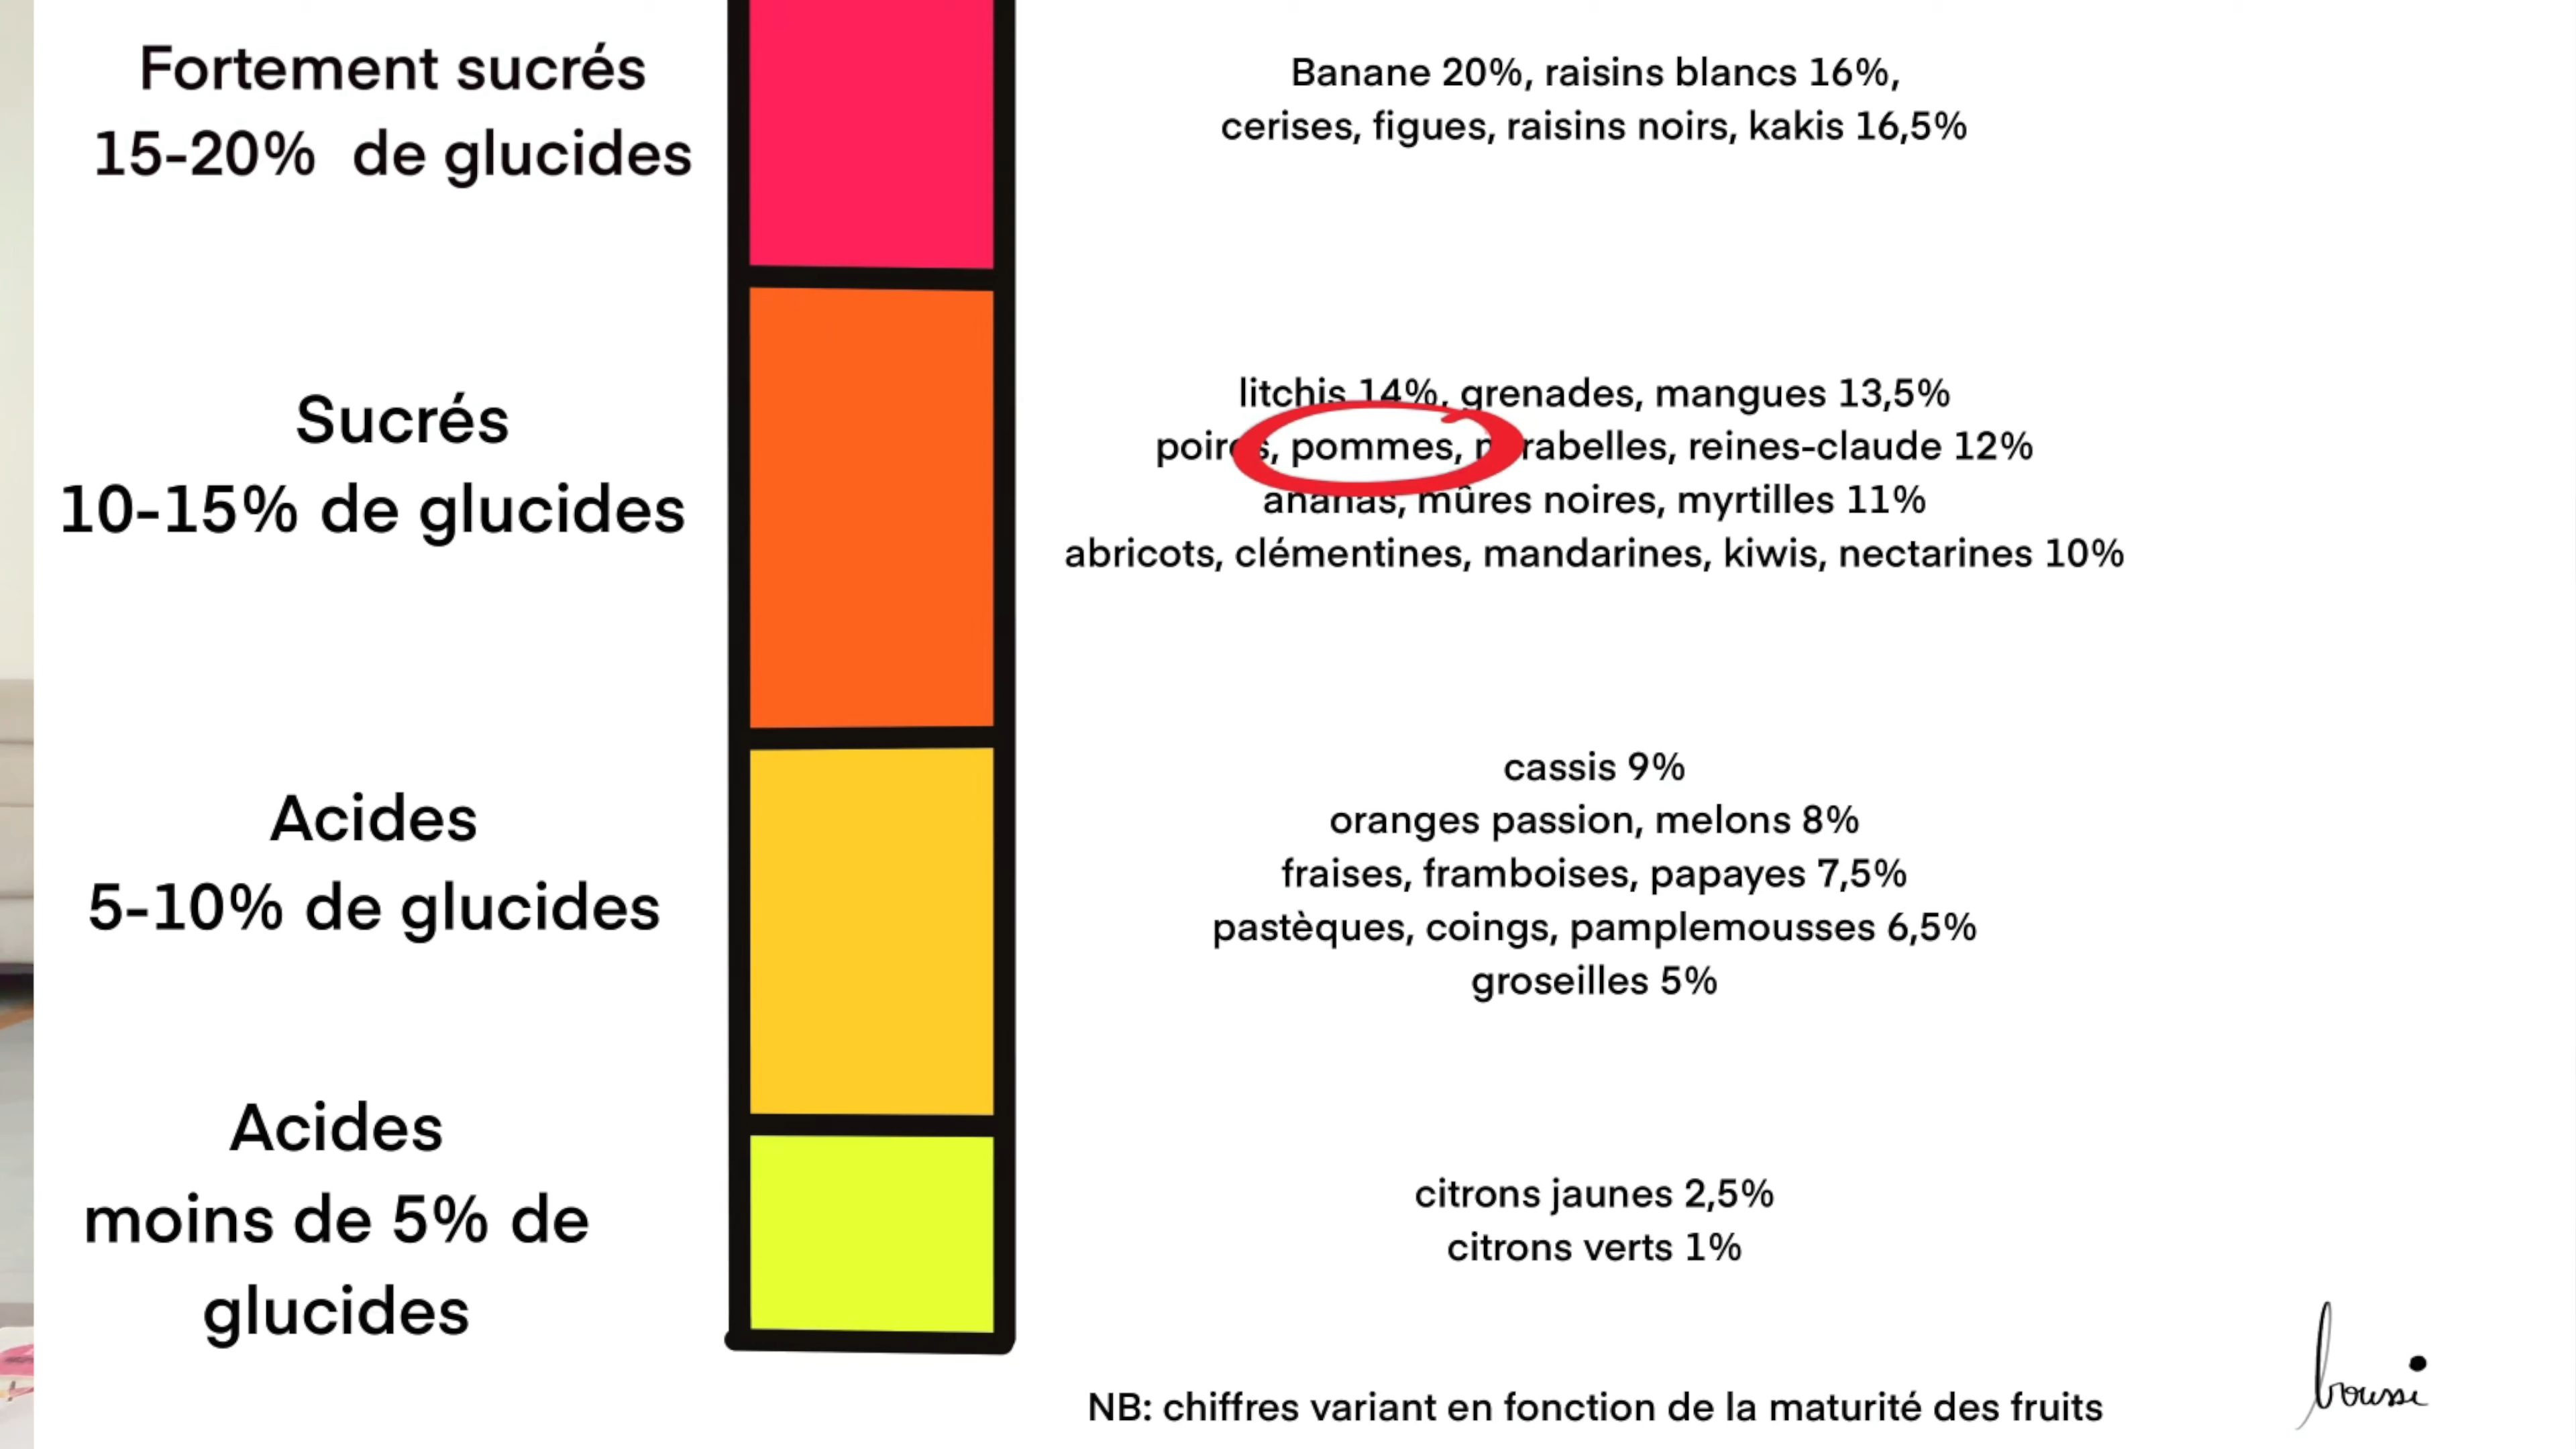 Fortement sucrés
15-20% de glucides
Banane 20%, raisins blancs 16%,
cerises, figues, raisins noirs, kakis 16,5%
Sucrés
10-15% de glucides
litchis 14%, grenades, mangues 13,5%
poires, pommes, mirabelles, reines-claude 12%
ananas, mûres noires, myrtilles 11%
abricots, clémentines, mandarines, kiwis, nectarines 10%
Acides
5-10% de glucides
cassis 9%
oranges passion, melons 8%
fraises, framboises, papayes 7,5%
pastèques, coings, pamplemousses 6,5%
groseilles 5%
Acides
moins de 5% de
glucides
citrons jaunes 2,5%
citrons verts 1%
NB: chiffres variant en fonction de la maturité des fruits
boussi